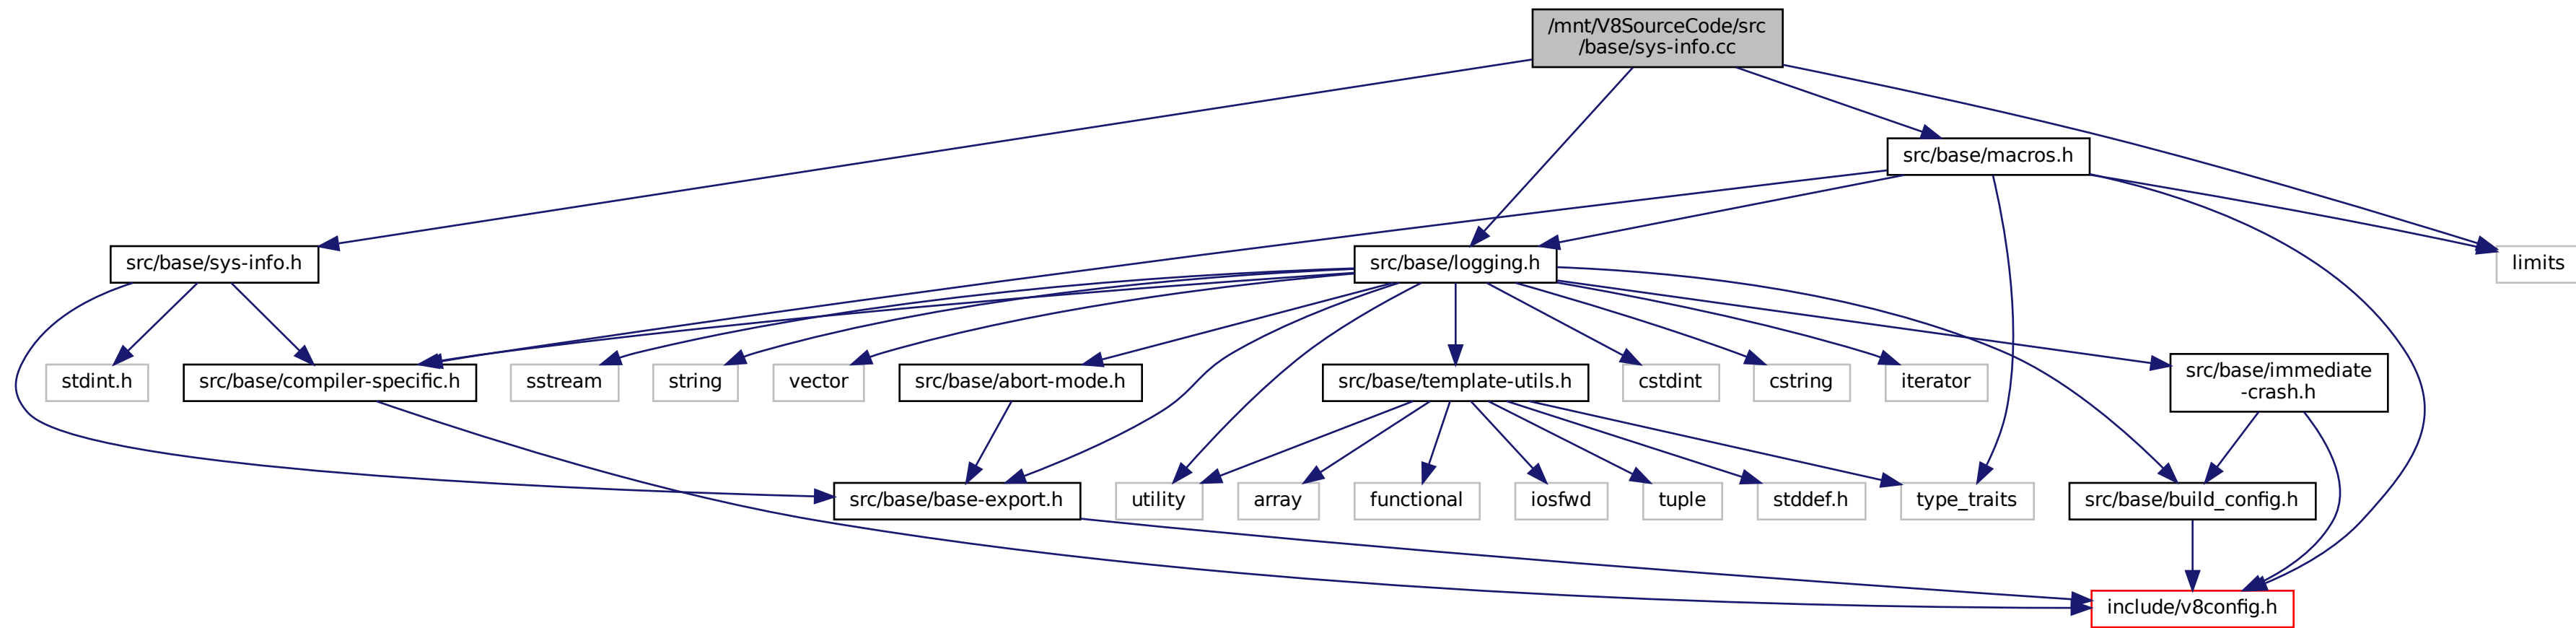 /mnt/V8SourceCode/src
/base/sys-info.cc
src/base/macros.h
src/base/sys-info.h
src/base/logging.h
limits
stdint.h
src/base/compiler-specific.h
sstream
string
vector
src/base/abort-mode.h
src/base/template-utils.h
cstdint
cstring
iterator
src/base/immediate
-crash.h
src/base/base-export.h
utility
array
functional
iosfwd
tuple
stddef.h
type_traits
src/base/build_config.h
include/v8config.h